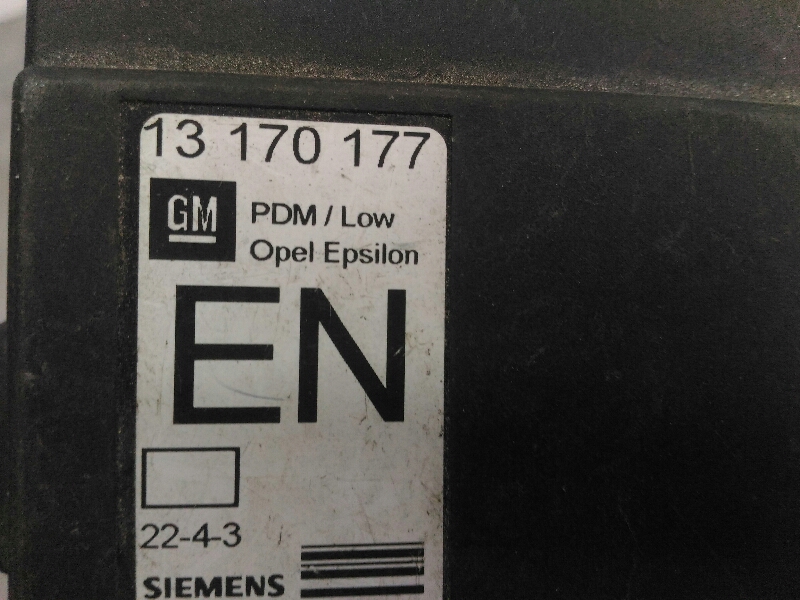 13 170 177
GM
PDM / Low
Opel Epsilon
EN
22-4-3
SIEMENS